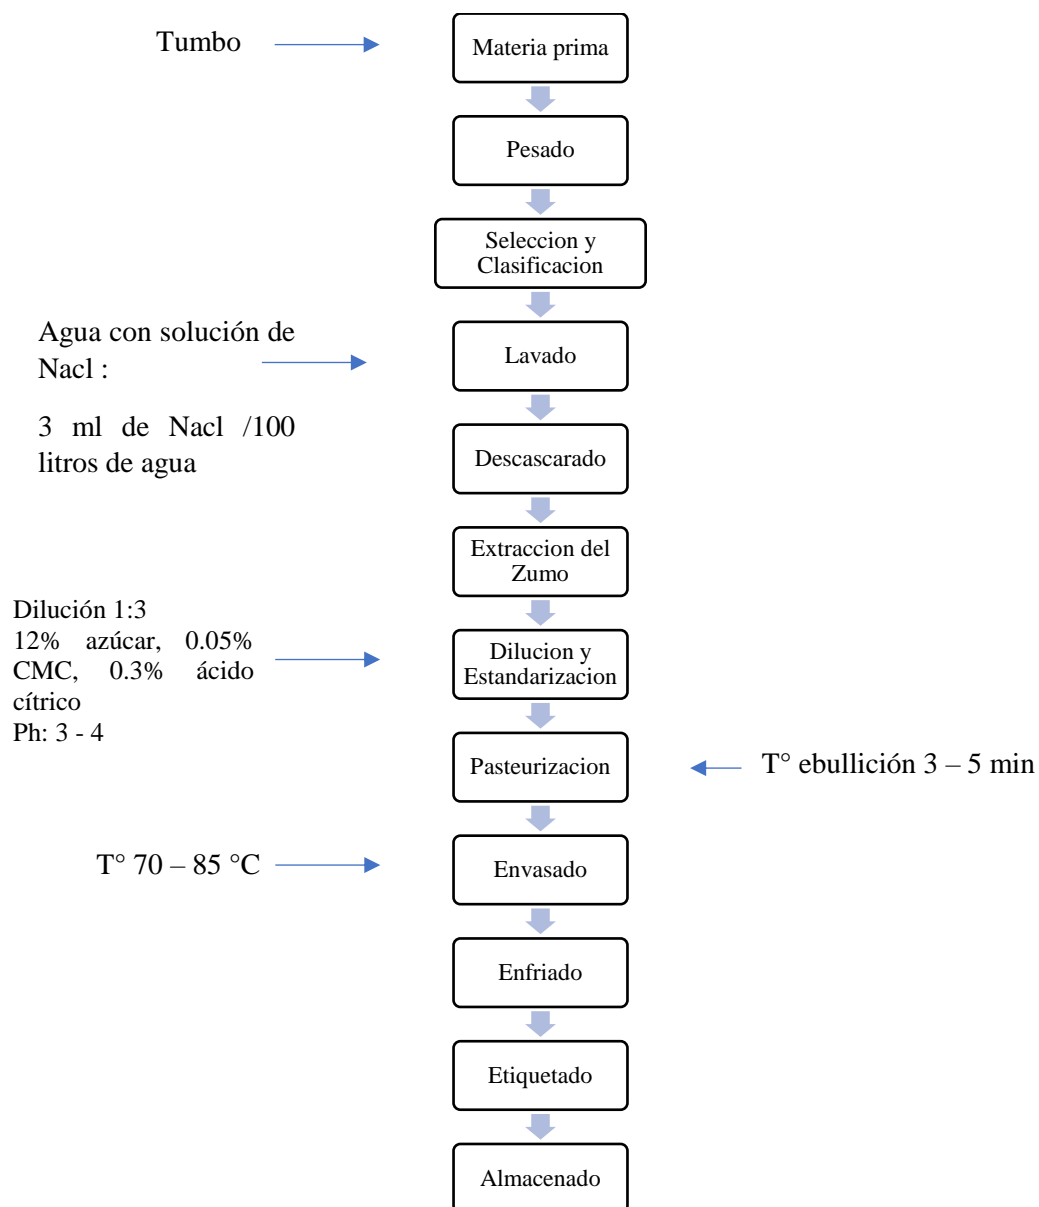 Tumbo
Materia prima
Pesado
Seleccion y
Clasificacion
Agua con solución de
Nacl :
3 ml de Nacl /100
litros de agua
Lavado
Descascarado
Extraccion del
Zumo
Dilución 1:3
12% azúcar, 0.05%
CMC, 0.3% ácido
cítrico
Ph: 3 - 4
Dilucion y
Estandarizacion
Pasteurizacion
T° ebullición 3 – 5 min
T° 70 – 85 °C
Envasado
Enfriado
Etiquetado
Almacenado